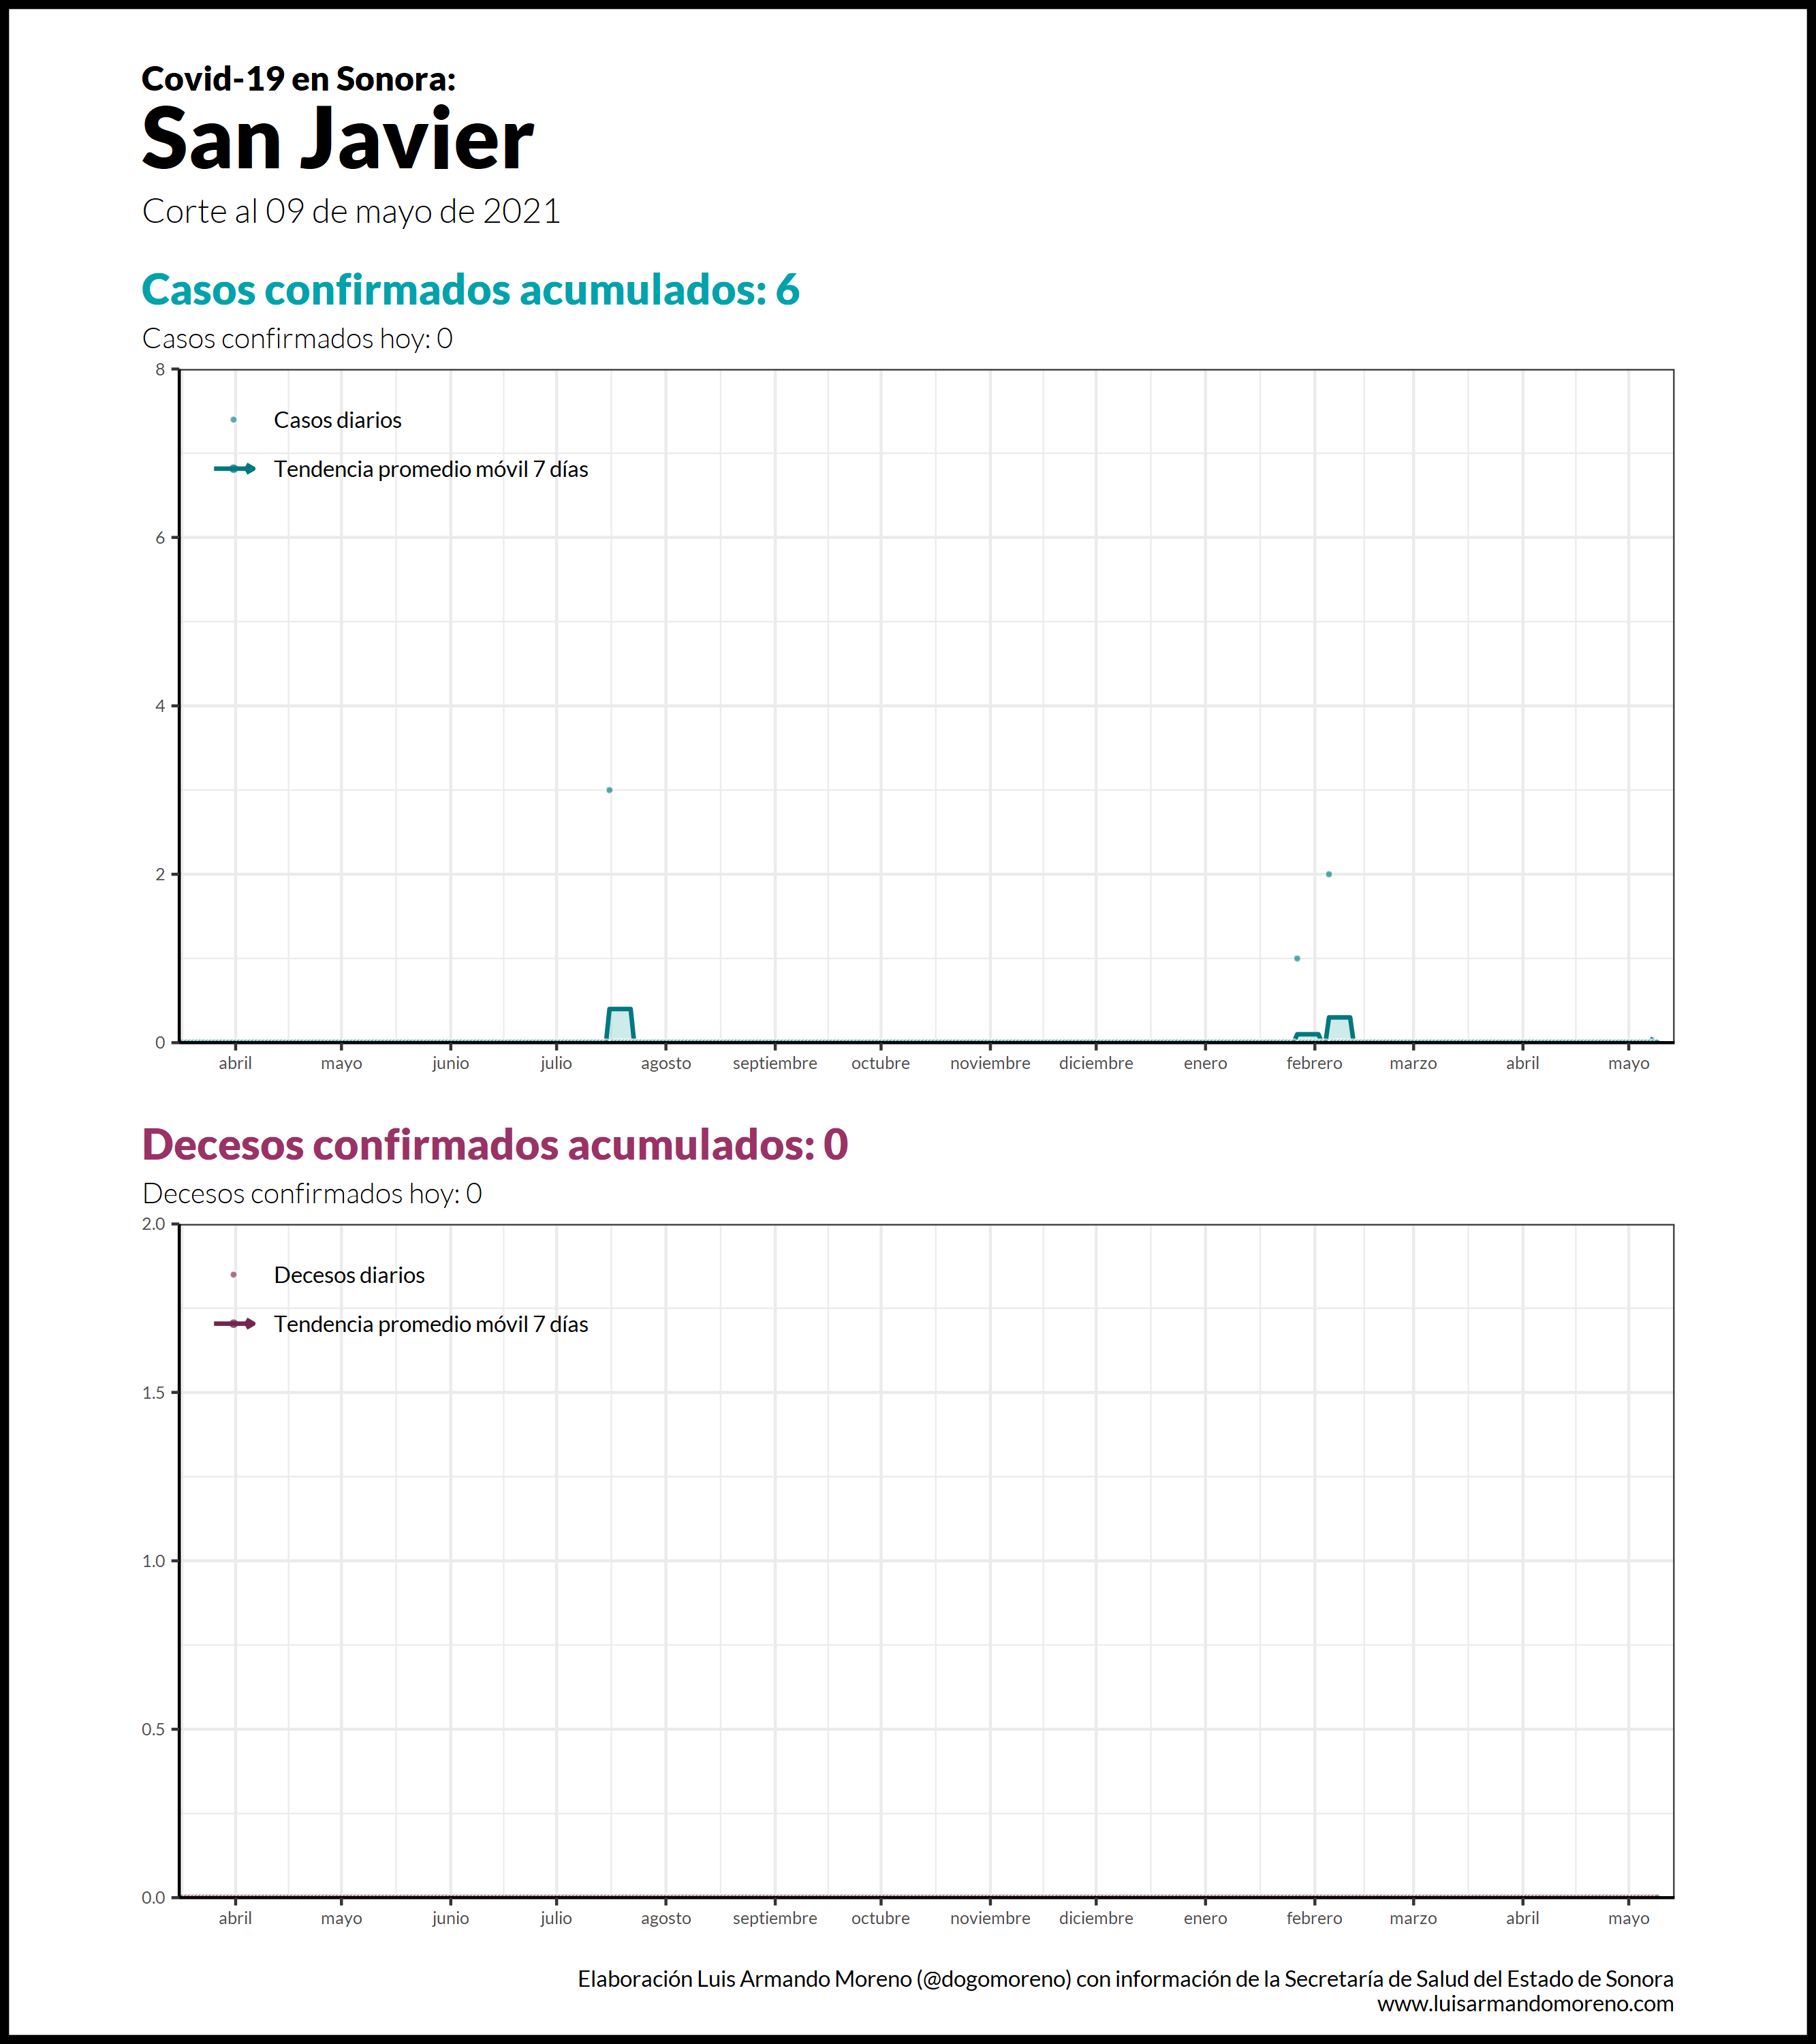 Covid-19 en Sonora:
San Javier
Corte al 09 de mayo de 2021
Casos confirmados acumulados: 6
Casos confirmados hoy: 0
8
Casos diarios
Tendencia promedio móvil 7 días
6
4
2
0
abril mayo junio julio agosto septiembre octubre noviembre diciembre enero febrero marzo abril mayo
Decesos confirmados acumulados: 0
Decesos confirmados hoy: 0
2.0
Decesos diarios
Tendencia promedio móvil 7 días
1.5
1.0
0.5
0.0
abril mayo junio julio agosto septiembre octubre noviembre diciembre enero febrero marzo abril mayo
Elaboración Luis Armando Moreno (@dogomoreno) con información de la Secretaría de Salud del Estado de Sonora
www.luisarmandomoreno.com